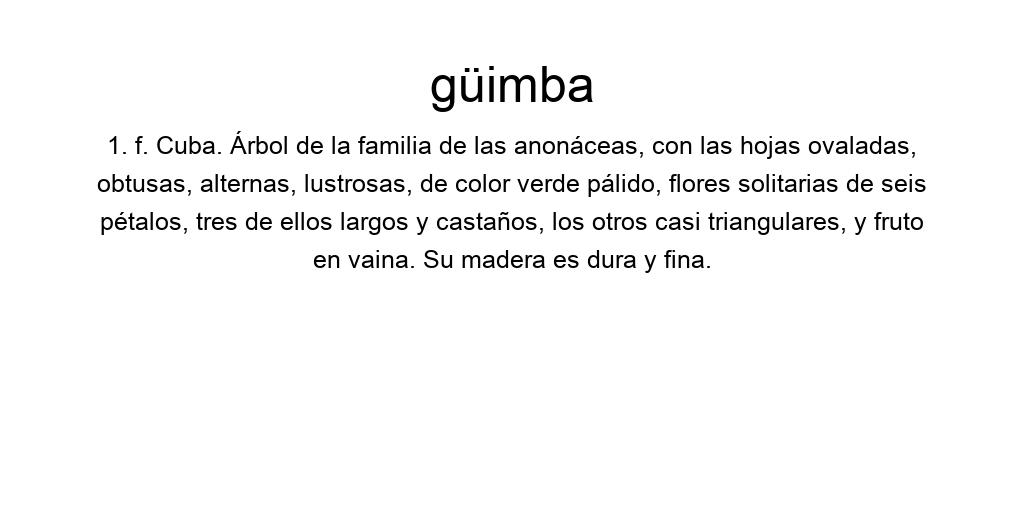 güimba
1. f. Cuba. Árbol de la familia de las anonáceas, con las hojas ovaladas,
obtusas, alternas, lustrosas, de color verde pálido, flores solitarias de seis
pétalos, tres de ellos largos y castaños, los otros casi triangulares, y fruto
en vaina. Su madera es dura y fina.